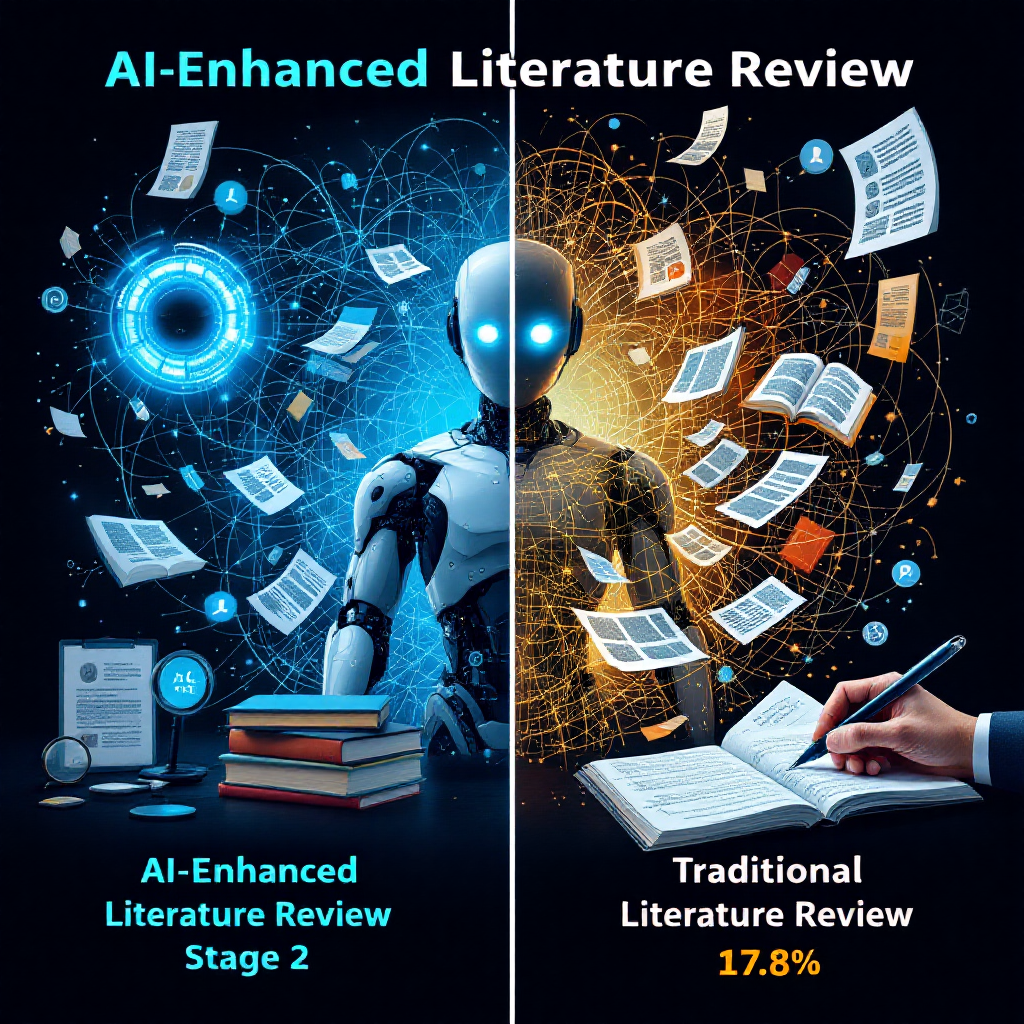 AI-Enhanced Literature Review
AI-Enhanced
Literature Review
Stage 2
Traditional
Literature Review
17.8%